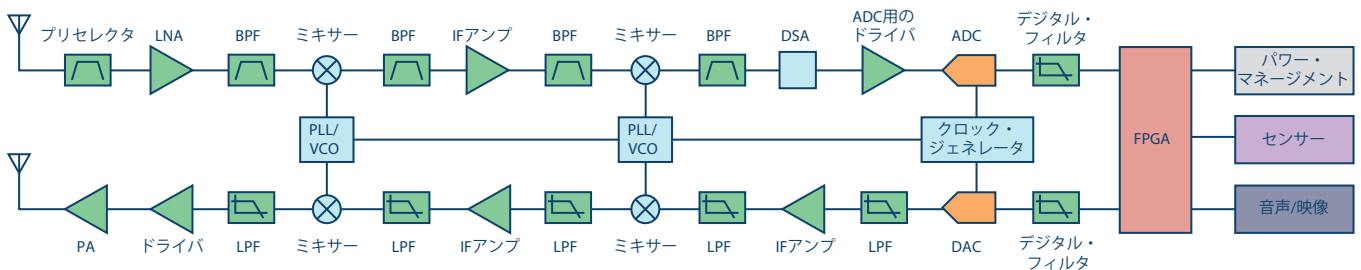 プリセレクタ
LNA
BPF
ミキサー
BPF
IFアンプ
BPF
ミキサー
BPF
DSA
ADC用の
ドライバ
ADC
デジタル・
フィルタ
パワー・
マネージメント
PLL/
VCO
PLL/
VCO
クロック・
ジェネレータ
FPGA
センサー
音声/映像
PA
ドライバ
LPF
ミキサー
LPF
IFアンプ
LPF
ミキサー
LPF
IFアンプ
LPF
DAC
デジタル・
フィルタ